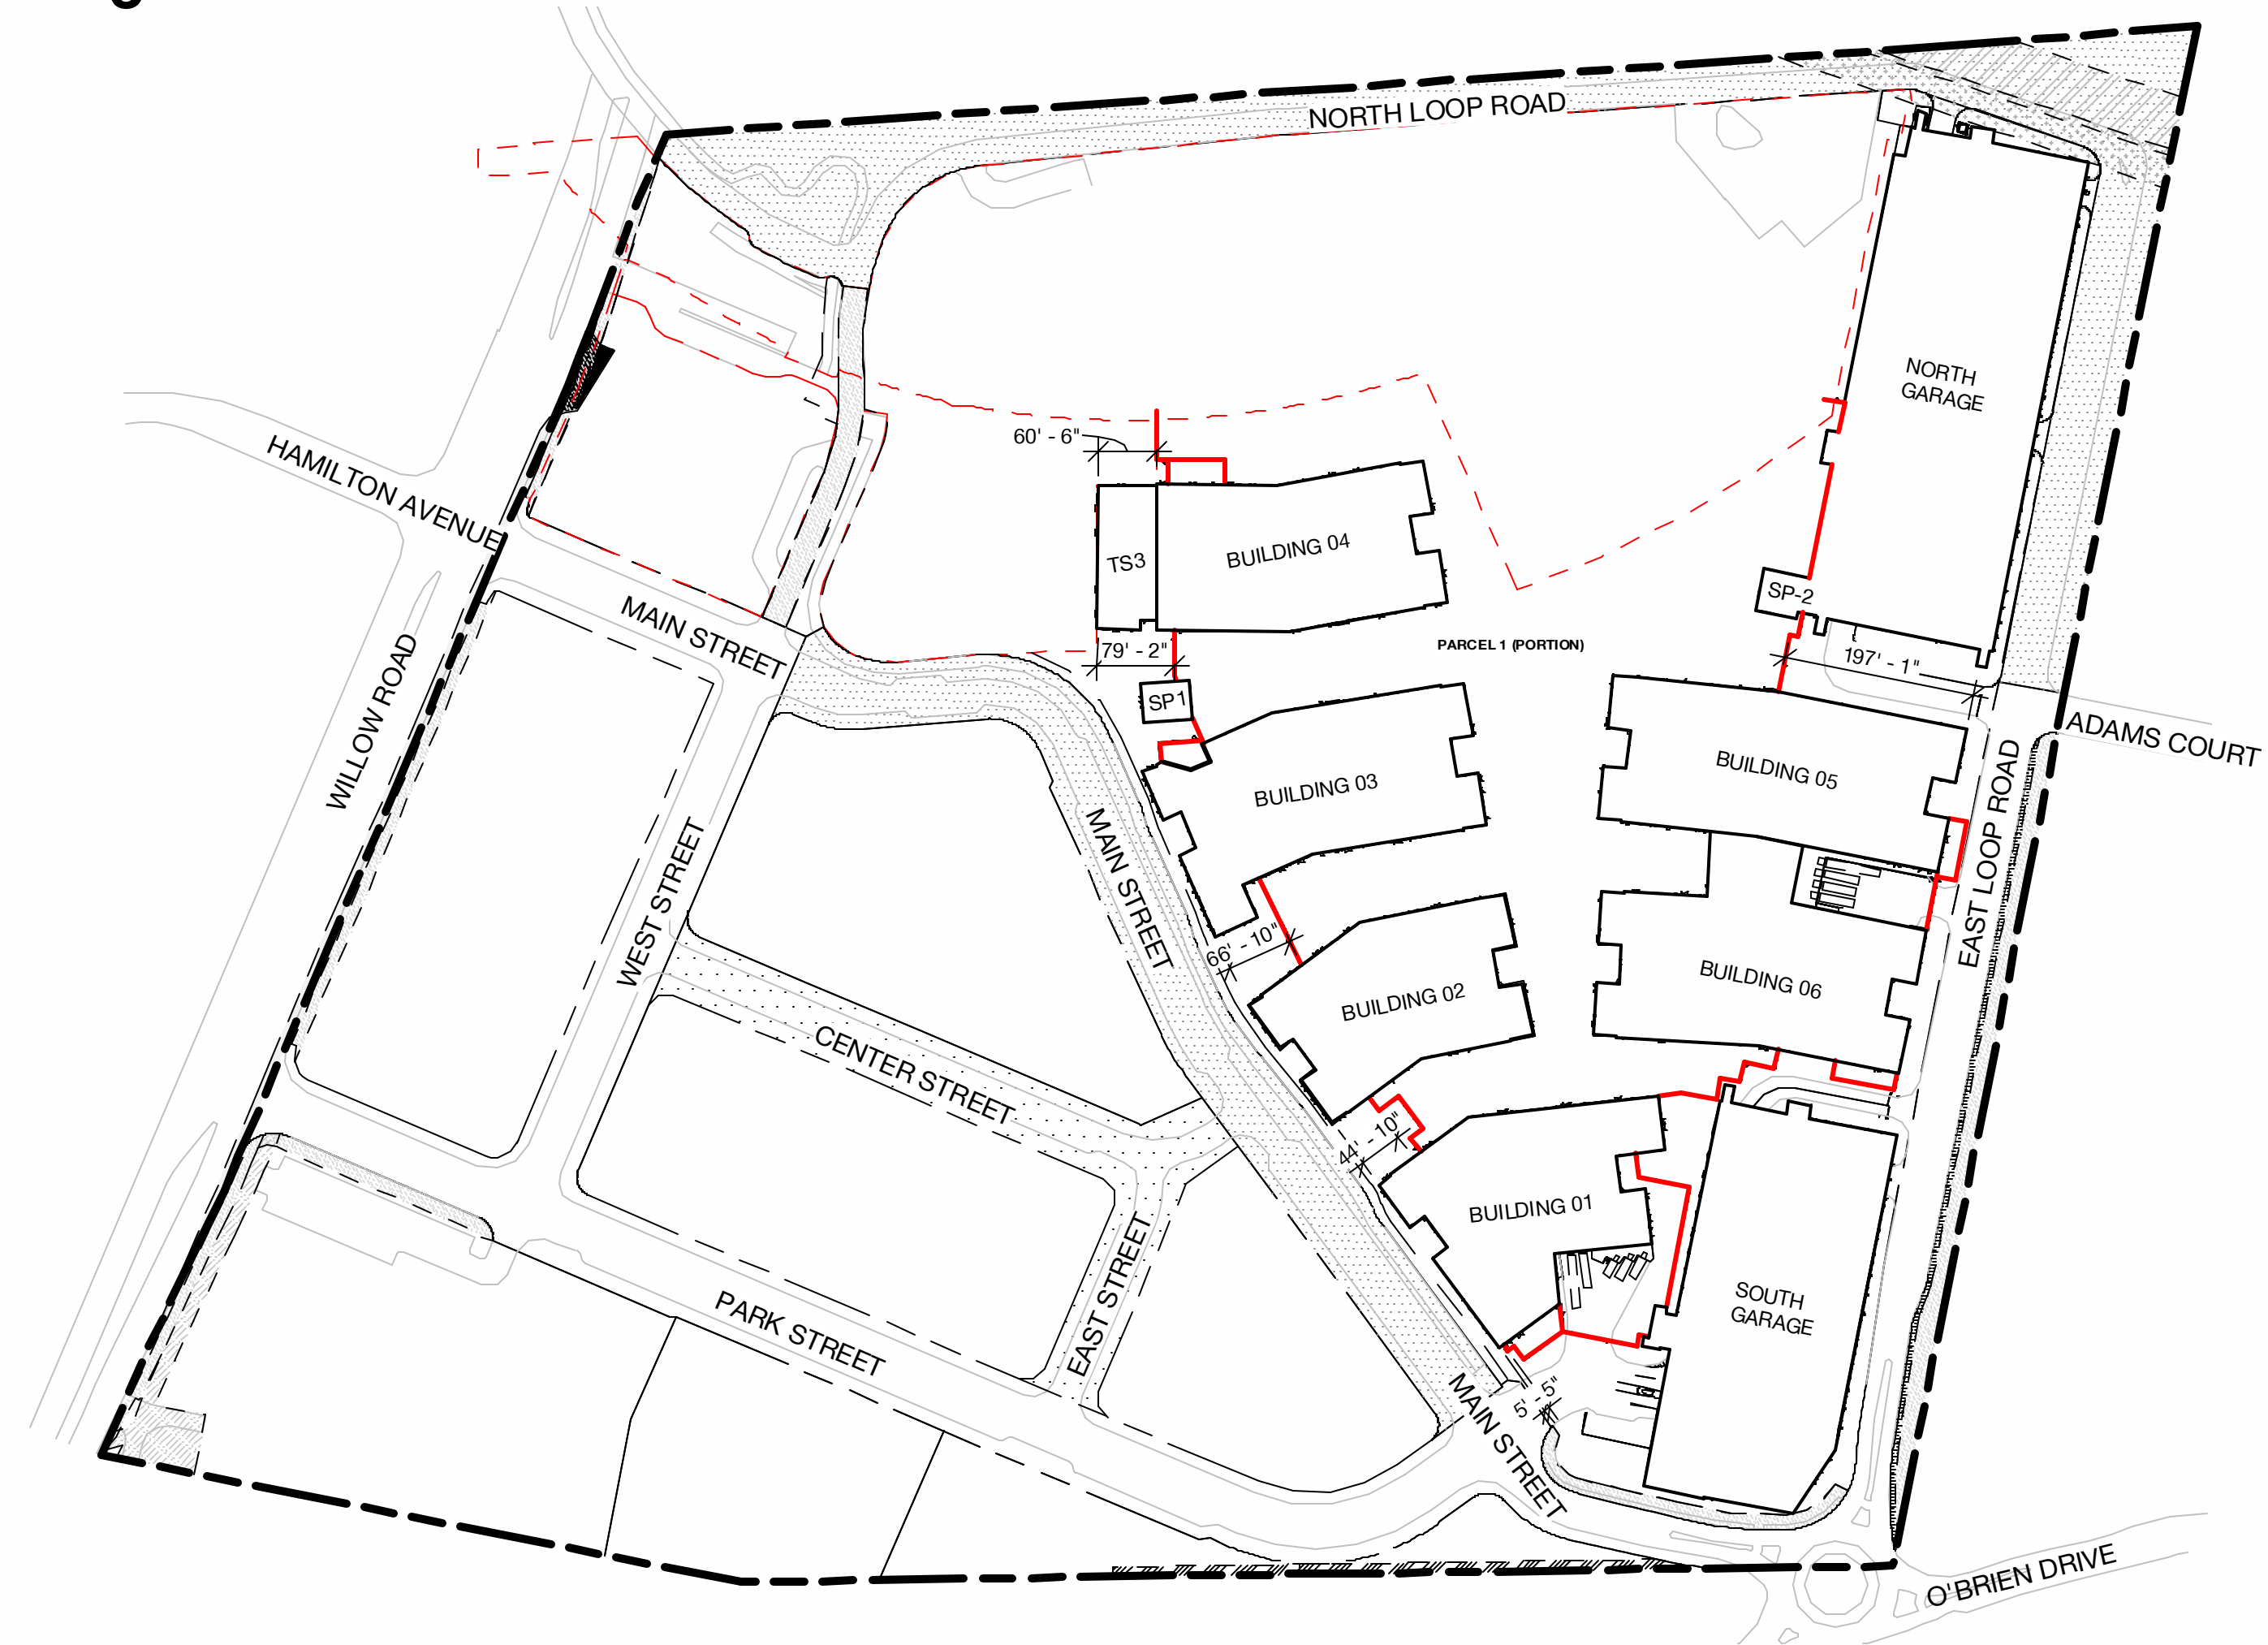 NORTH LOOP ROAD
NORTH
GARAGE
60' - 6"
HAMILTON AVENUE
TS3
BUILDING 04
SP-2
MAIN STREET
PARCEL 1 (PORTION)
79' - 2"
197' - 1"
SP1
ADAMS COURT
WILLOW ROAD
BUILDING 05
BUILDING 03
EAST LOOP ROAD
MAIN STREET
WEST STREET
66' - 10"
BUILDING 06
BUILDING 02
CENTER STREET
44' - 10"
BUILDING 01
EAST STREET
SOUTH
GARAGE
PARK STREET
5' - 5"
MAIN STREET
O'BRIEN DRIVE